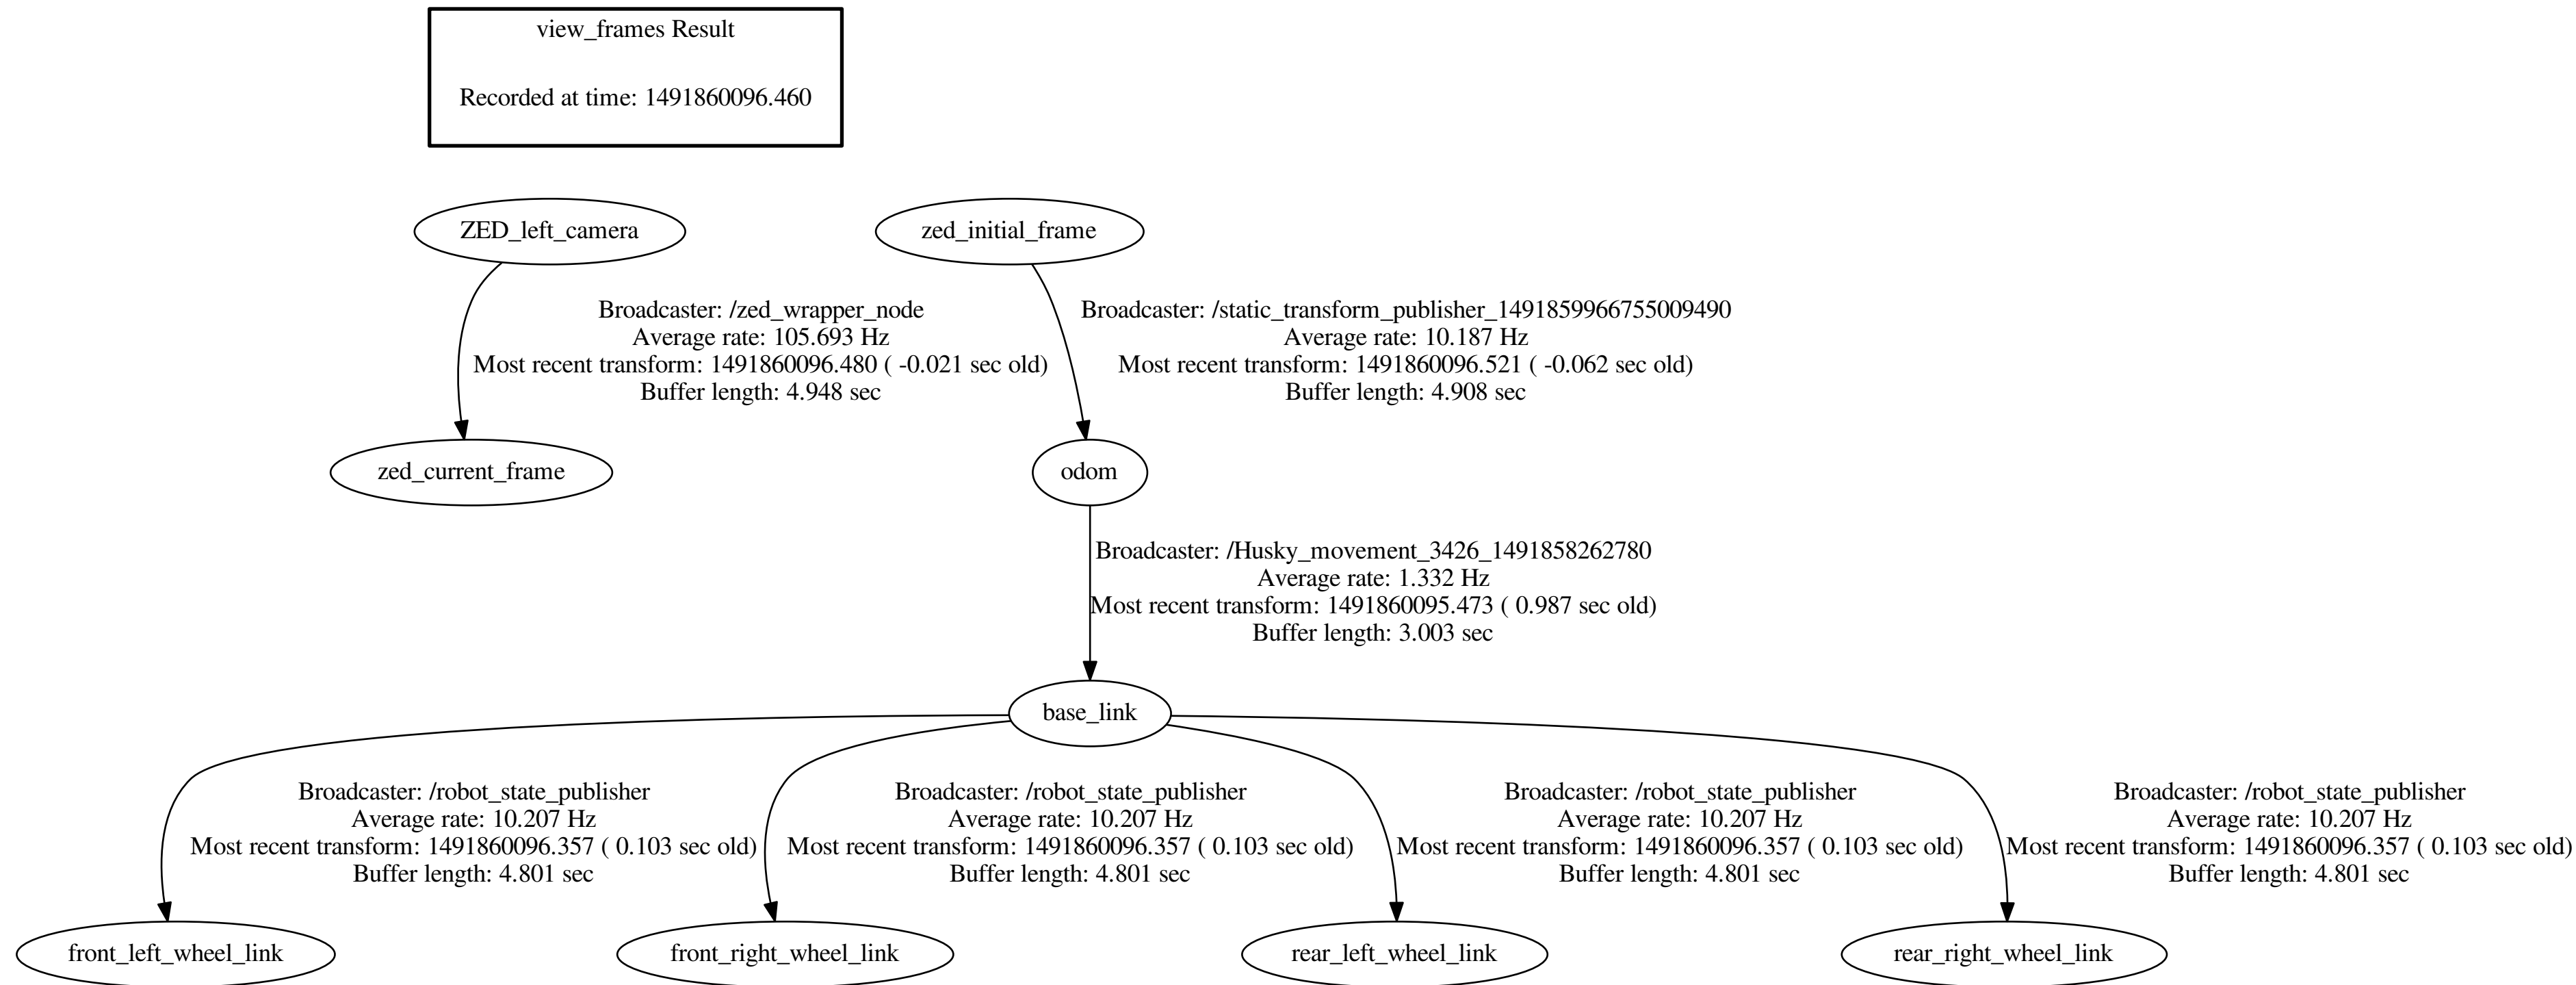 view_frames Result
Recorded at time: 1491860096.460
ZED_left_camera
zed_initial_frame
Broadcaster: /zed_wrapper_node
Average rate: 105.693 Hz
Most recent transform: 1491860096.480 ( -0.021 sec old)
Buffer length: 4.948 sec
Broadcaster: /static_transform_publisher_1491859966755009490
Average rate: 10.187 Hz
Most recent transform: 1491860096.521 ( -0.062 sec old)
Buffer length: 4.908 sec
zed_current_frame
odom
Broadcaster: /Husky_movement_3426_1491858262780
Average rate: 1.332 Hz
Most recent transform: 1491860095.473 ( 0.987 sec old)
Buffer length: 3.003 sec
base_link
Broadcaster: /robot_state_publisher
Average rate: 10.207 Hz
Most recent transform: 1491860096.357 ( 0.103 sec old)
Buffer length: 4.801 sec
Broadcaster: /robot_state_publisher
Average rate: 10.207 Hz
Most recent transform: 1491860096.357 ( 0.103 sec old)
Buffer length: 4.801 sec
Broadcaster: /robot_state_publisher
Average rate: 10.207 Hz
Most recent transform: 1491860096.357 ( 0.103 sec old)
Buffer length: 4.801 sec
Broadcaster: /robot_state_publisher
Average rate: 10.207 Hz
Most recent transform: 1491860096.357 ( 0.103 sec old)
Buffer length: 4.801 sec
front_left_wheel_link
front_right_wheel_link
rear_left_wheel_link
rear_right_wheel_link